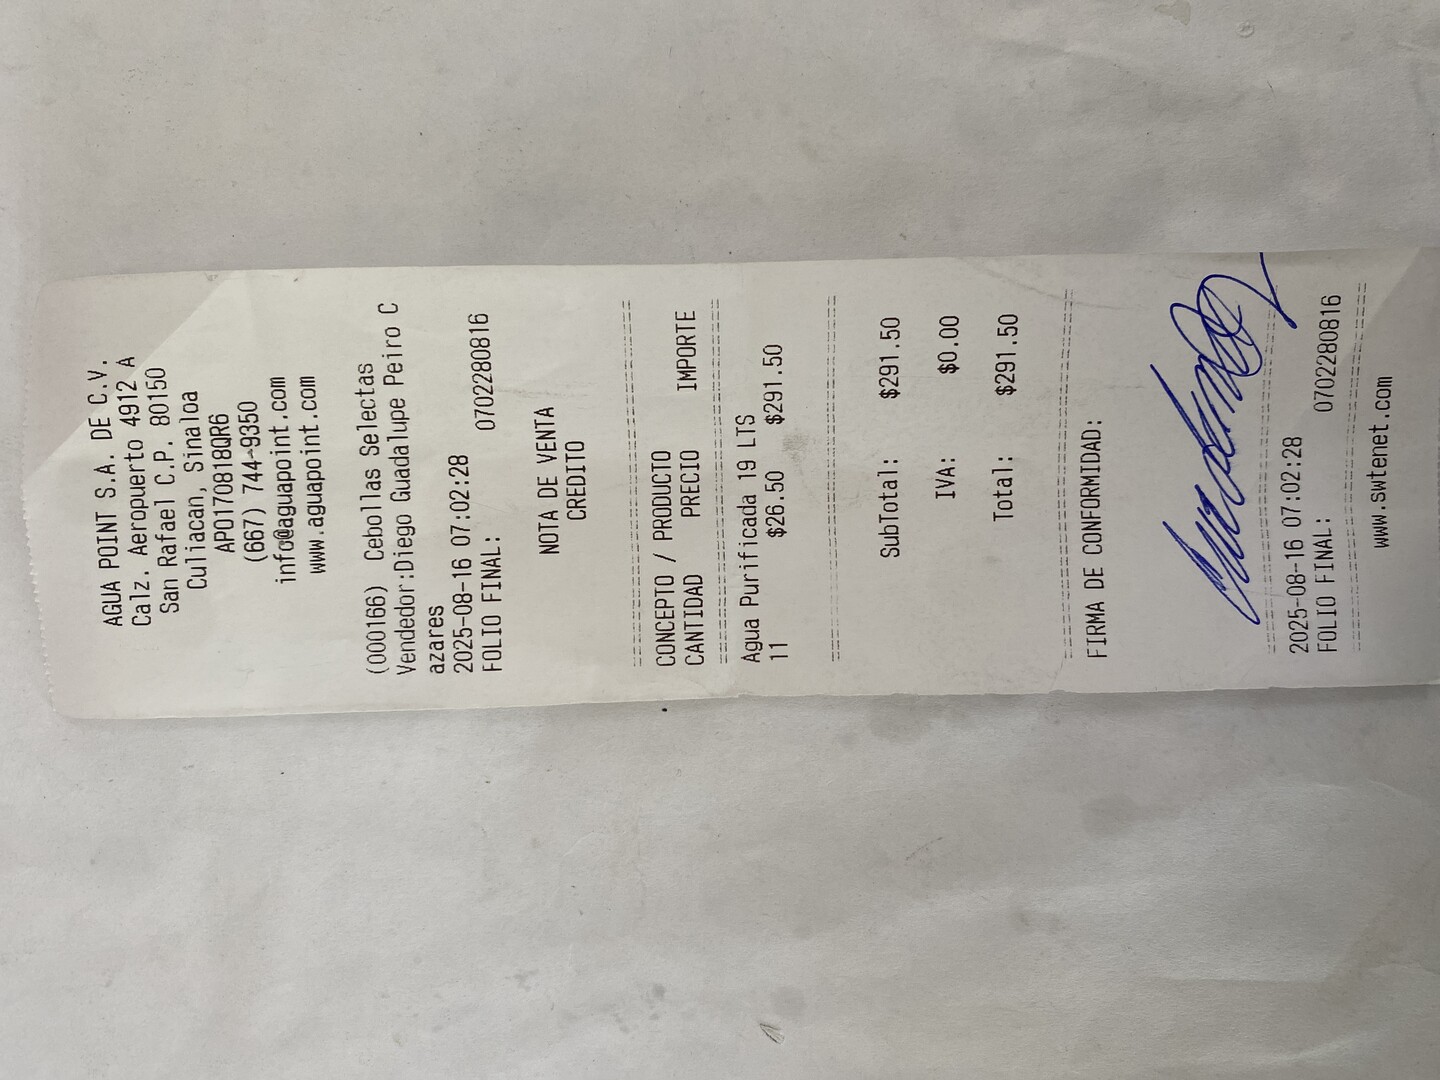 AGUA POINT S.A. DE C.V.
Calz. Aeropuerto 4912 A
San Rafael C.P. 80150
Culiacan, Sinaloa
APO170818QR6
(667) 744-9350
info@aguapoint.com
www.aguapoint.com
(000166) Cebollas Selectas
Vendedor:Diego Guadalupe Peiro C
azares
2025-08-16 07:02:28
FOLIO FINAL: 0702280816
NOTA DE VENTA
CREDITO
CONCEPTO / PRODUCTO
CANTIDAD PRECIO IMPORTE
Agua Purificada 19 LTS
11 $26.50 $291.50
SubTotal: $291.50
IVA: $0.00
Total: $291.50
FIRMA DE CONFORMIDAD:
2025-08-16 07:02:28
FOLIO FINAL: 0702280816
www.swtenet.com